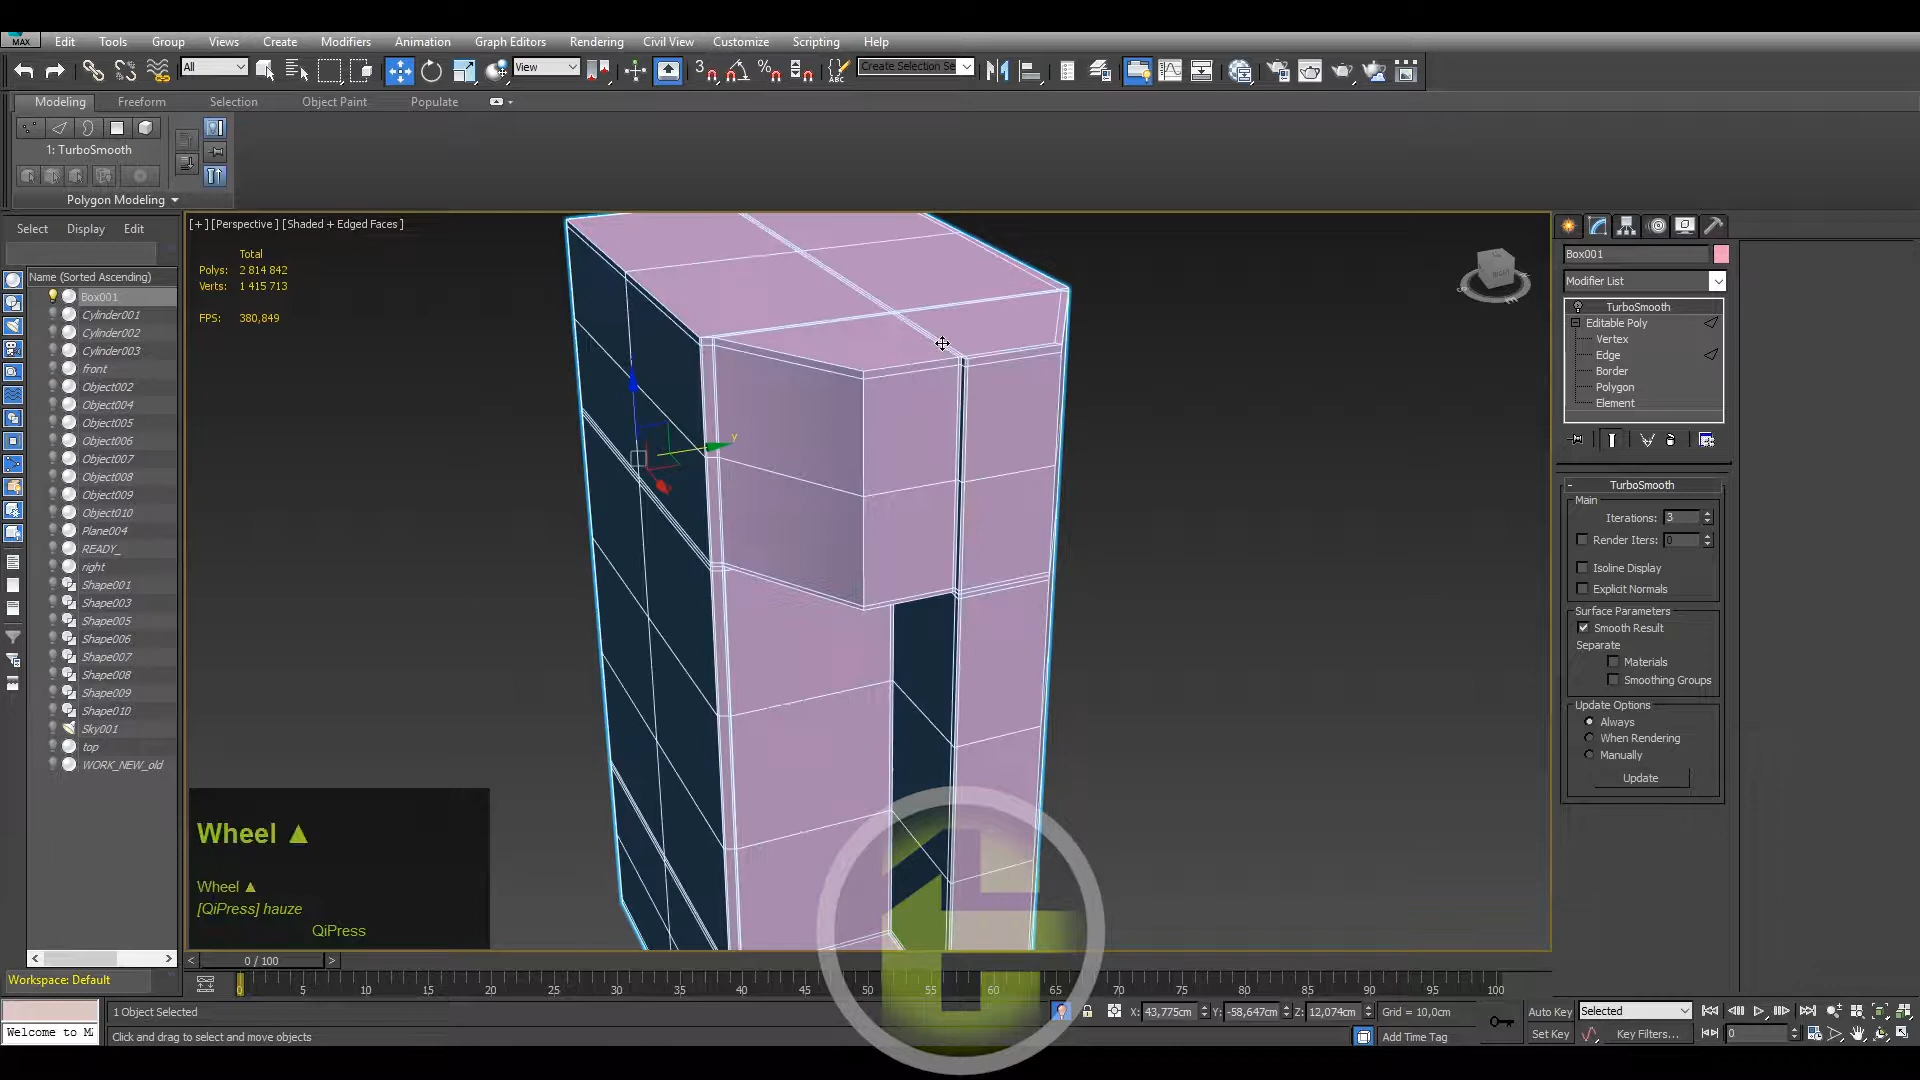 MAX
Edit Tools Group Views Create Modifiers Animation Graph Editors Rendering Civil View Customize Scripting Help
All View 3 Create Selection Se
Modeling Freeform Selection Object Paint Populate
1: TurboSmooth
Polygon Modeling
Select Display Edit
Name (Sorted Ascending)
Box001
Cylinder001
Cylinder002
Cylinder003
front
Object002
Object004
Object005
Object006
Object007
Object008
Object009
Object010
Plane004
READY_
right
Shape001
Shape003
Shape005
Shape006
Shape007
Shape008
Shape009
Shape010
Sky001
top
WORK_NEW_old
Workspace: Default
[+] [Perspective] [Shaded + Edged Faces]
Total
Polys: 2 814 842
Verts: 1 415 713
FPS: 380,849
y
RIGHT
Wheel ▲
Wheel ▲
[QiPress] hauze
QiPress
Box001
Modifier List
TurboSmooth
Editable Poly
Vertex
Edge
Border
Polygon
Element
- TurboSmooth
Main
Iterations: 3
Render Iters: 0
Isoline Display
Explicit Normals
Surface Parameters
Smooth Result
Separate
Materials
Smoothing Groups
Update Options
Always
When Rendering
Manually
Update
< 0 / 100 >
0 5 10 15 20 25 30 35 40 45 50 55 60 65 70 75 80 85 90 95 100
1 Object Selected X: 43,775cm Y: -58,647cm Z: 12,074cm Grid = 10,0cm Auto Key Selected
Welcome to M
Click and drag to select and move objects Add Time Tag Set Key Key Filters... 0